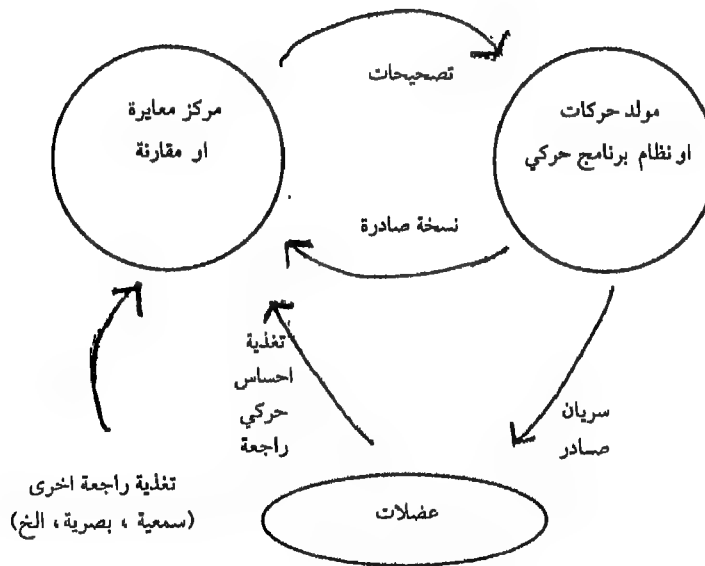 تصحيحات
مركز معايرة
او مقارنة
مولد حركات
او نظام برنامج حركي
نسخة صادرة
تغذية
احساس
حركي
راجعة
سريان
صادر
تغذية راجعة اخرى
(سمعية ، بصرية ، الخ)
عضلات